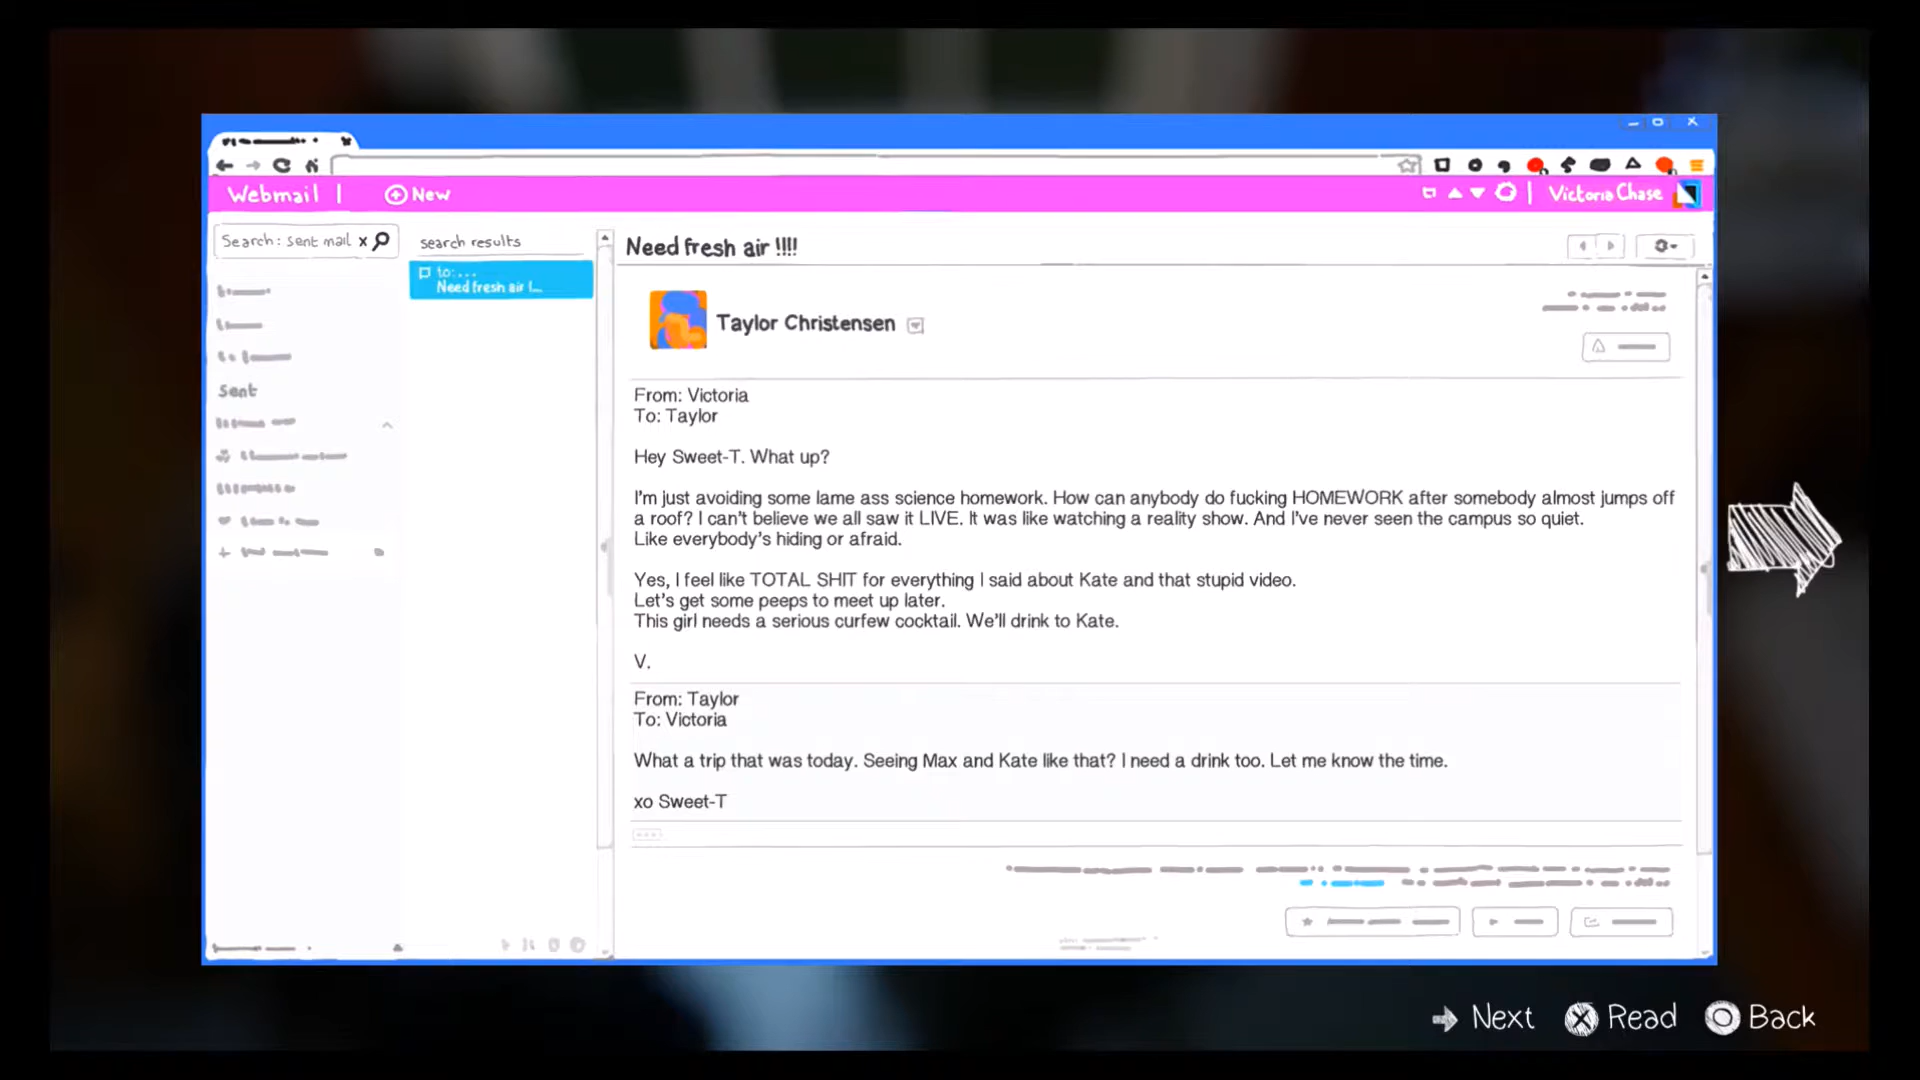 Webmail | New
Victoria Chase
Search: sent mail x
search results
to:...
Need fresh air !...
Sent
Need fresh air !!!!
Taylor Christensen
From: Victoria
To: Taylor
Hey Sweet-T. What up?
I'm just avoiding some lame ass science homework. How can anybody do fucking HOMEWORK after somebody almost jumps off
a roof? I can't believe we all saw it LIVE. It was like watching a reality show. And I've never seen the campus so quiet.
Like everybody's hiding or afraid.
Yes, I feel like TOTAL SHIT for everything I said about Kate and that stupid video.
Let's get some peeps to meet up later.
This girl needs a serious curfew cocktail. We'll drink to Kate.
V.
From: Taylor
To: Victoria
What a trip that was today. Seeing Max and Kate like that? I need a drink too. Let me know the time.
xo Sweet-T
Next Read Back